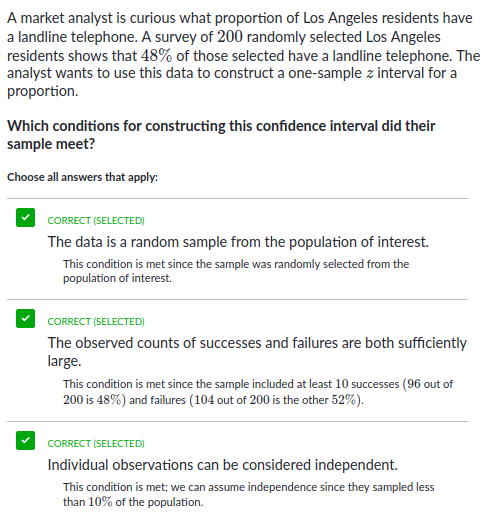 A market analyst is curious what proportion of Los Angeles residents have
a landline telephone. A survey of 200 randomly selected Los Angeles
residents shows that 48% of those selected have a landline telephone. The
analyst wants to use this data to construct a one-sample z interval for a
proportion.
Which conditions for constructing this confidence interval did their
sample meet?
Choose all answers that apply:
CORRECT (SELECTED)
The data is a random sample from the population of interest.
This condition is met since the sample was randomly selected from the
population of interest.
CORRECT (SELECTED)
The observed counts of successes and failures are both sufficiently
large.
This condition is met since the sample included at least 10 successes (96 out of
200 is 48%) and failures (104 out of 200 is the other 52%).
CORRECT (SELECTED)
Individual observations can be considered independent.
This condition is met; we can assume independence since they sampled less
than 10% of the population.